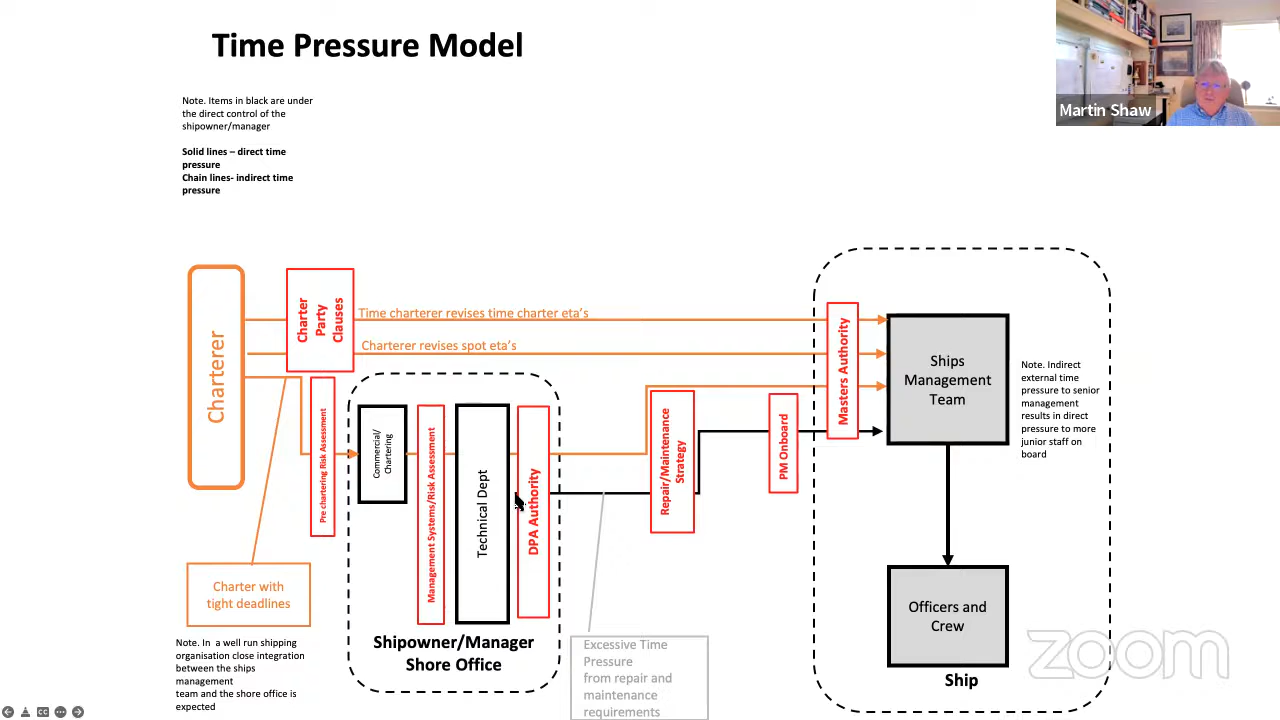 Time Pressure Model
Note. Items in black are under
the direct control of the
shipowner/manager
Solid lines – direct time
pressure
Chain lines- indirect time
pressure
Martin Shaw
Charterer
Charter
Party
Clauses
Time charterer revises time charter eta’s
Charterer revises spot eta’s
Pre chartering Risk Assessment
Commercial/
Chartering
Management Systems/Risk Assessment
Technical Dept
DPA Authority
Shipowner/Manager
Shore Office
Repair/Maintenance
Strategy
PM Onboard
Masters Authority
Ships
Management
Team
Note. Indirect
external time
pressure to senior
management
results in direct
pressure to more
junior staff on
board
Officers and
Crew
Ship
Charter with
tight deadlines
Note. In a well run shipping
organisation close integration
between the ships
management
team and the shore office is
expected
Excessive Time
Pressure
from repair and
maintenance
requirements
zoom